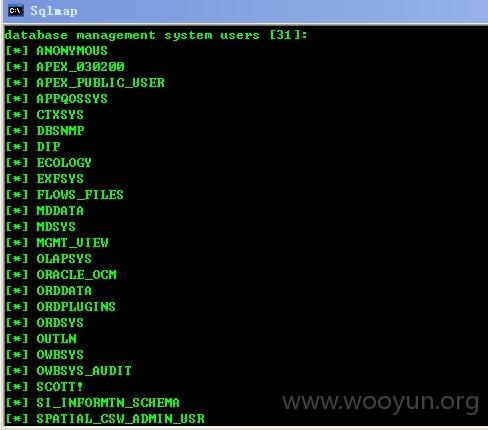 Sqlmap
database management system users [31]:
[*] ANONYMOUS
[*] APEX_030200
[*] APEX_PUBLIC_USER
[*] APPQOSSYS
[*] CTXSYS
[*] DBSNMP
[*] DIP
[*] ECOLOGY
[*] EXFSYS
[*] FLOWS_FILES
[*] MDDATA
[*] MDSYS
[*] MGMT_VIEW
[*] OLAPSYS
[*] ORACLE_OCM
[*] ORDDATA
[*] ORDPLUGINS
[*] ORDSYS
[*] OUTLN
[*] OWBSYS
[*] OWBSYS_AUDIT
[*] SCOTT!
[*] SI_INFORMTN_SCHEMA
[*] SPATIAL_CSW_ADMIN_USR
www.wooyun.org